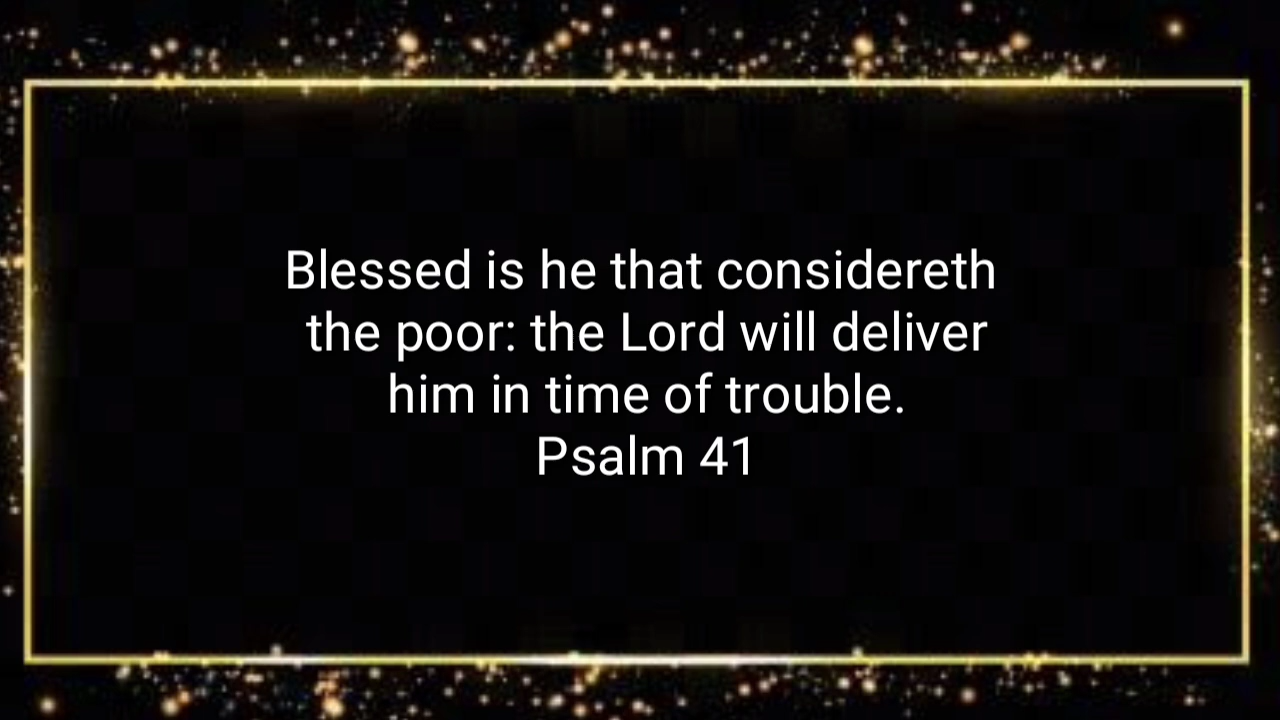 Blessed is he that considereth
the poor: the Lord will deliver
him in time of trouble.
Psalm 41